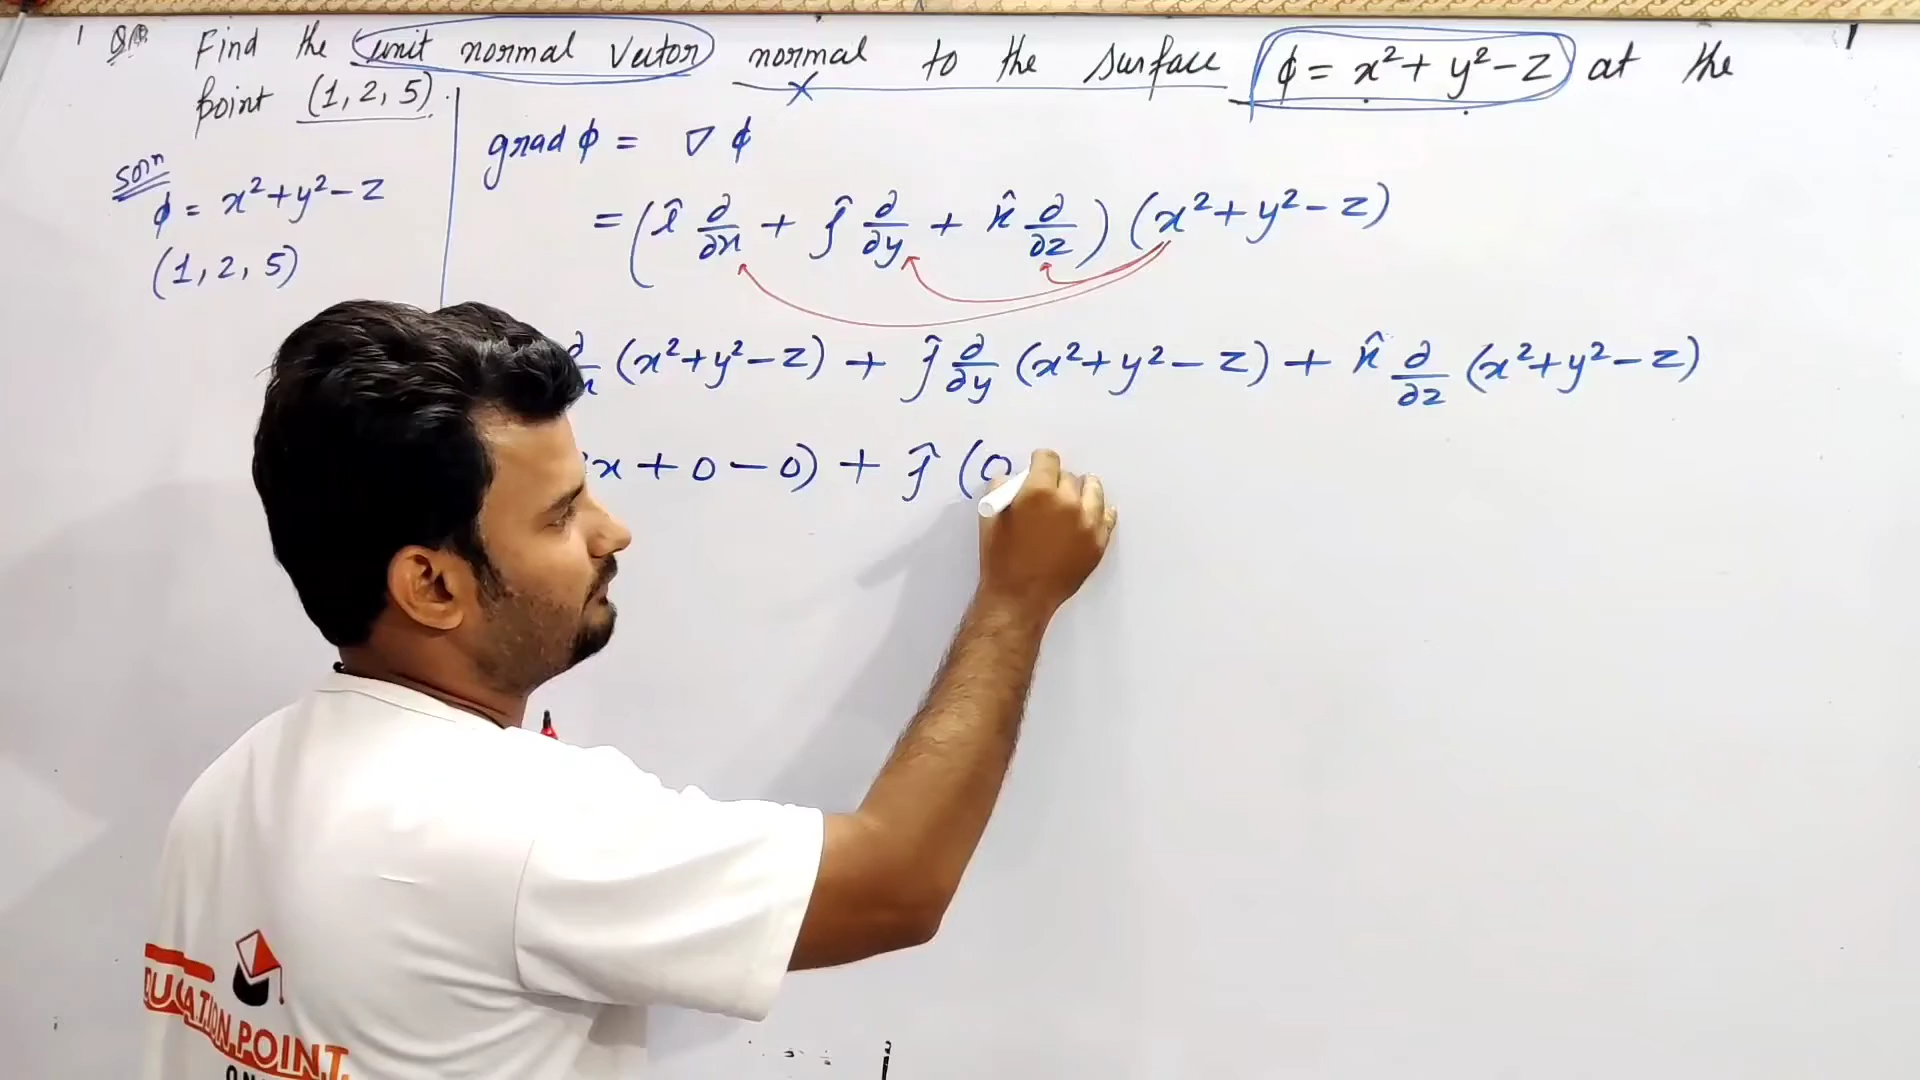 Find the unit normal vector normal to the surface ϕ = x²+ y²-z at the
point (1, 2, 5).
Solⁿ
ϕ = x²+y²-z
(1, 2, 5)
grad ϕ = ∇ ϕ
= (î ∂/∂x + ĵ ∂/∂y + k̂ ∂/∂z) (x²+y²-z)
(x²+y²-z) + ĵ ∂/∂y (x²+y²-z) + k̂ ∂/∂z (x²+y²-z)
x + 0 - 0) + ĵ (0
EDUCATION POINT